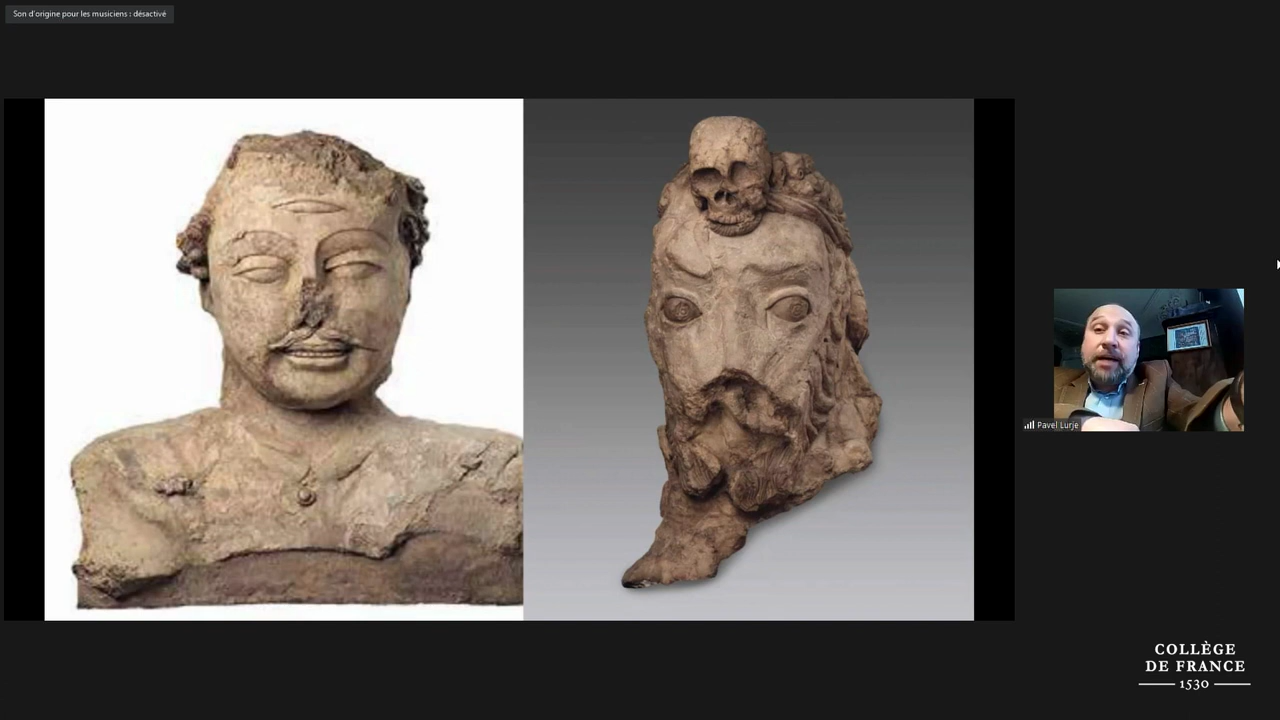 Son d'origine pour les musiciens : désactivé
Pavel Lurje
COLLÈGE
DE FRANCE
1530